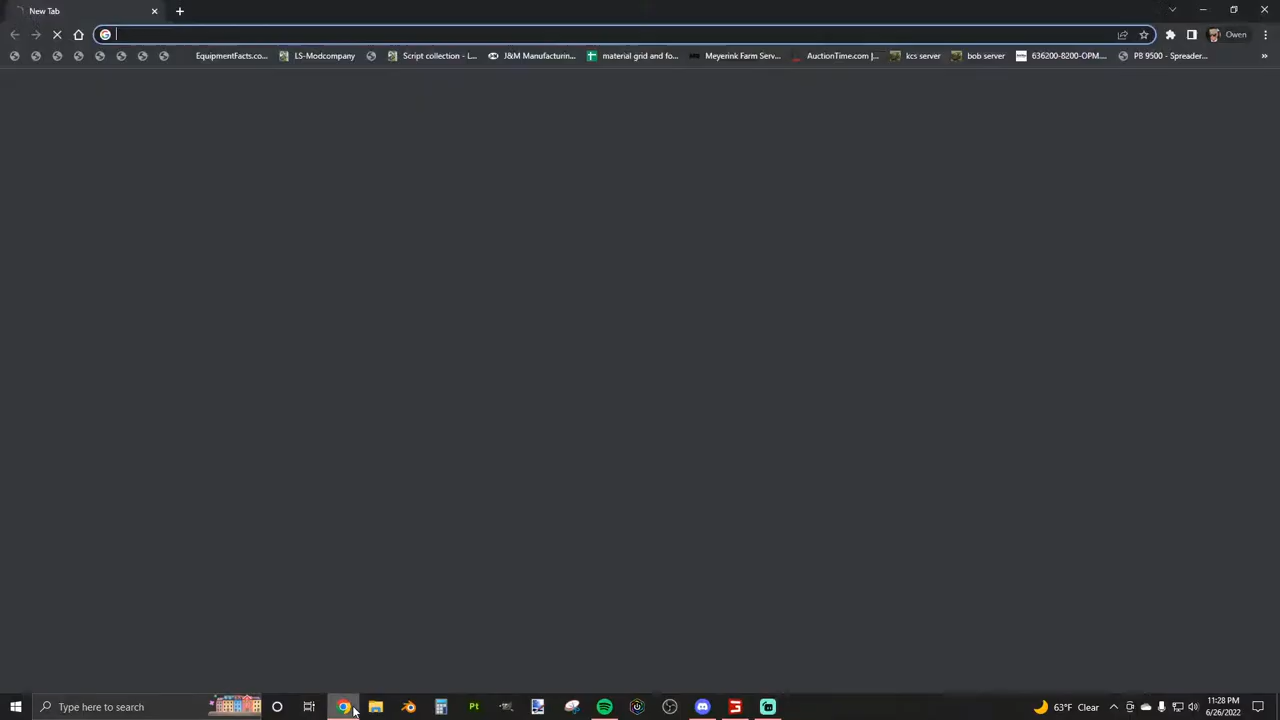 New Tab
Owen
EquipmentFacts.co...
LS-Modcompany
Script collection - I...
J&M Manufacturin...
material grid and fo...
Meyerink Farm Serv...
AuctionTime.com |...
kcs server
bob server
636200-8200-OPM....
PB 9500 - Spreader...
Type here to search
Pt
63°F Clear
11:28 PM
6/26/2022